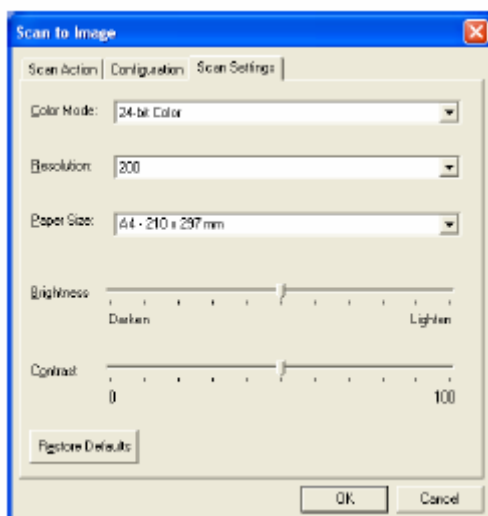 Scan to Image
Scan Action Configuration Scan Settings
Color Mode: 24-bit Color
Resolution: 200
Paper Size: A4 - 210 x 297 mm
Brightness
Darken Lighten
Contrast
0 100
Restore Defaults
OK Cancel